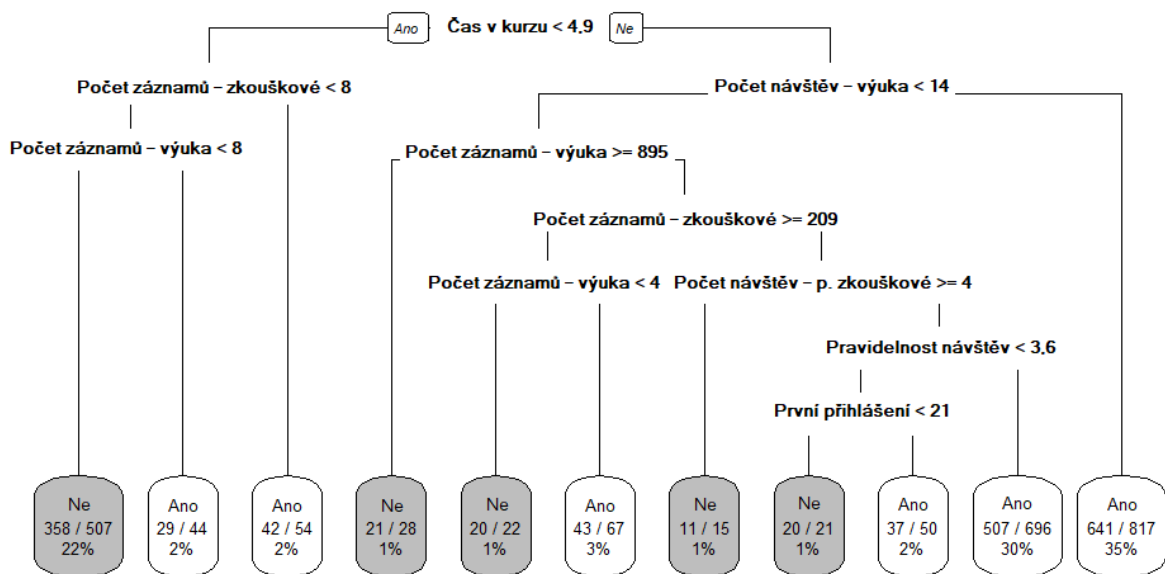 Ano Čas v kurzu < 4.9 Ne
Počet záznamů – zkouškové < 8
Počet návštěv – výuka < 14
Počet záznamů – výuka < 8
Počet záznamů – výuka >= 895
Počet záznamů – zkouškové >= 209
Počet záznamů – výuka < 4
Počet návštěv – p. zkouškové >= 4
Pravidelnost návštěv < 3.6
První přihlášení < 21
Ne
358 / 507
22%
Ano
29 / 44
2%
Ano
42 / 54
2%
Ne
21 / 28
1%
Ne
20 / 22
1%
Ano
43 / 67
3%
Ne
11 / 15
1%
Ne
20 / 21
1%
Ano
37 / 50
2%
Ano
507 / 696
30%
Ano
641 / 817
35%